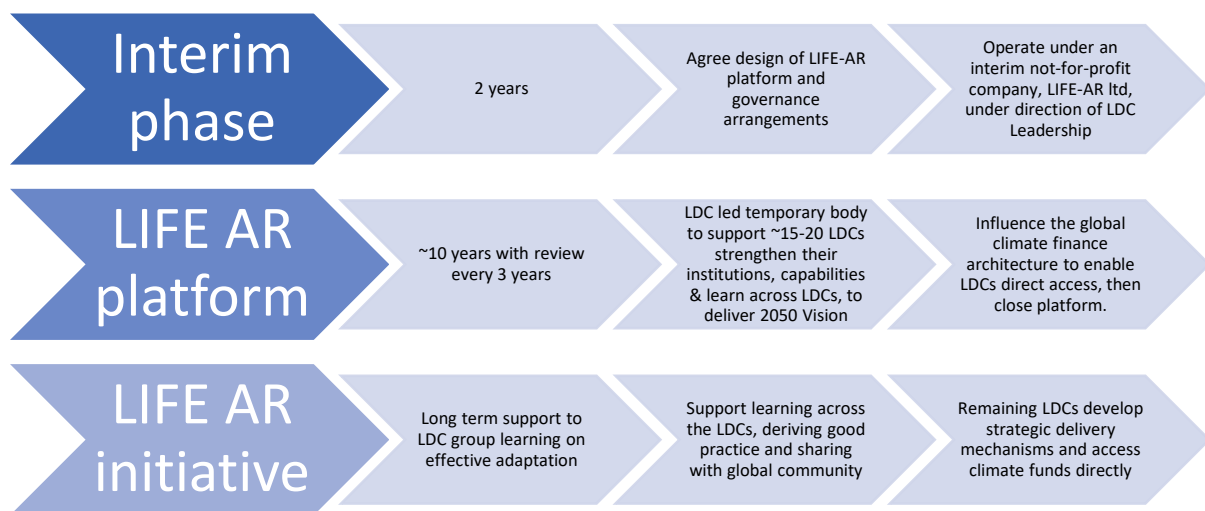 Interim
phase
2 years
Agree design of LIFE-AR
platform and
governance
arrangements
Operate under an
interim not-for-profit
company, LIFE-AR ltd,
under direction of LDC
Leadership
LIFE AR
platform
~10 years with review
every 3 years
LDC led temporary body
to support ~15-20 LDCs
strengthen their
institutions, capabilities
& learn across LDCs, to
deliver 2050 Vision
Influence the global
climate finance
architecture to enable
LDCs direct access, then
close platform.
LIFE AR
initiative
Long term support to
LDC group learning on
effective adaptation
Support learning across
the LDCs, deriving good
practice and sharing
with global community
Remaining LDCs develop
strategic delivery
mechanisms and access
climate funds directly